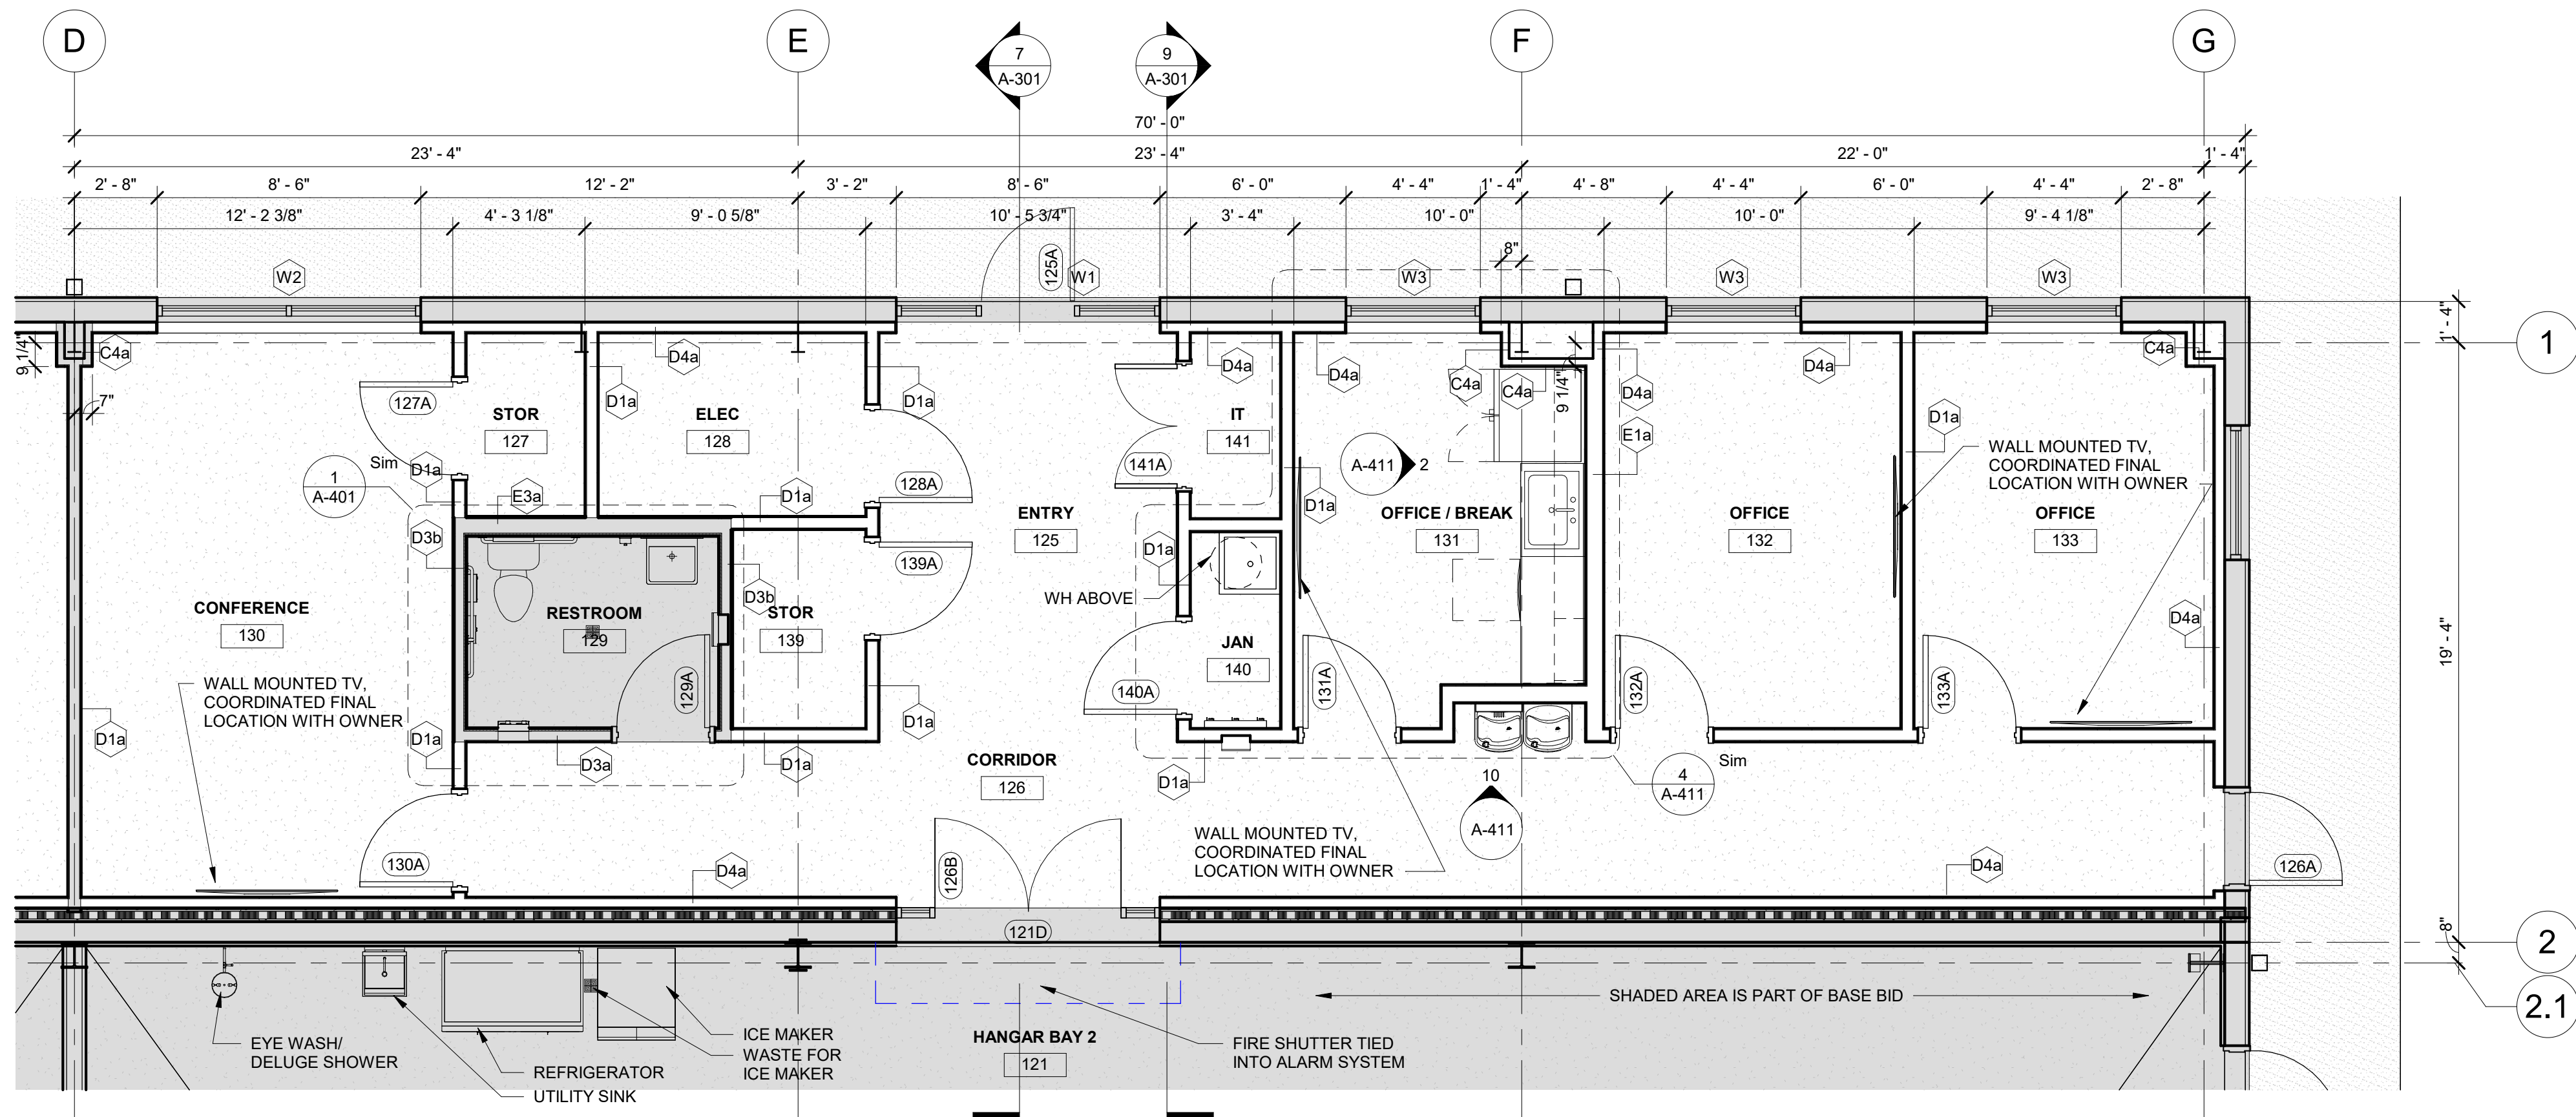 D
E
F
G
7
A-301
9
A-301
70' - 0"
23' - 4"
23' - 4"
22' - 0"
1' - 4"
2' - 8"
8' - 6"
12' - 2"
3' - 2"
8' - 6"
6' - 0"
4' - 4"
1' - 4"
4' - 8"
4' - 4"
6' - 0"
4' - 4"
2' - 8"
12' - 2 3/8"
4' - 3 1/8"
9' - 0 5/8"
10' - 5 3/4"
3' - 4"
10' - 0"
10' - 0"
9' - 4 1/8"
8"
W2
125A
W1
W3
W3
W3
1' - 4"
1
9 1/4"
C4a
D4a
D4a
D4a
C4a
C4a
9 1/4"
D4a
D4a
C4a
7"
127A
STOR
127
D1a
ELEC
128
D1a
IT
141
D1a
E1a
WALL MOUNTED TV,
COORDINATED FINAL
LOCATION WITH OWNER
1
A-401
Sim
D1a
E3a
D1a
128A
141A
A-411
2
D1a
ENTRY
125
OFFICE / BREAK
131
OFFICE
132
OFFICE
133
D3b
139A
D1a
WH ABOVE
CONFERENCE
130
RESTROOM
129
D3b
STOR
139
JAN
140
D4a
19' - 4"
WALL MOUNTED TV,
COORDINATED FINAL
LOCATION WITH OWNER
129A
140A
131A
132A
133A
D1a
D1a
D3a
D1a
D1a
CORRIDOR
126
D1a
10
A-411
4
A-411
Sim
130A
D4a
126B
WALL MOUNTED TV,
COORDINATED FINAL
LOCATION WITH OWNER
D4a
126A
121D
8"
2
2.1
EYE WASH/
DELUGE SHOWER
REFRIGERATOR
UTILITY SINK
ICE MAKER
WASTE FOR
ICE MAKER
HANGAR BAY 2
121
FIRE SHUTTER TIED
INTO ALARM SYSTEM
SHADED AREA IS PART OF BASE BID